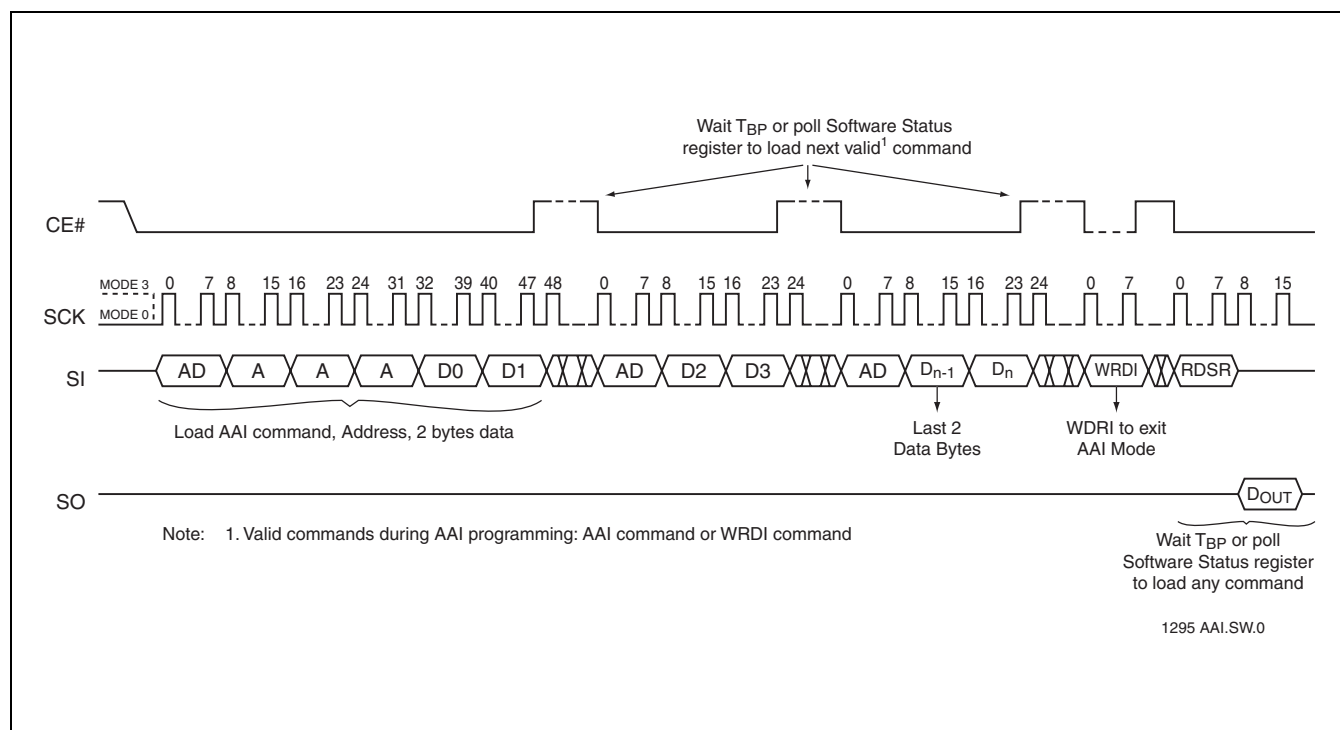 Wait TBP or poll Software Status
register to load next valid1 command
CE#
MODE 3
MODE 0
SCK
0 7 8 15 16 23 24 31 32 39 40 47 48 0 7 8 15 16 23 24 0 7 8 15 16 23 24 0 7 0 7 8 15
SI
AD A A A D0 D1 AD D2 D3 AD Dn-1 Dn WRDI RDSR
Load AAI command, Address, 2 bytes data
Last 2
Data Bytes
WDRI to exit
AAI Mode
SO
DOUT
Note: 1. Valid commands during AAI programming: AAI command or WRDI command
Wait TBP or poll
Software Status register
to load any command
1295 AAI.SW.0